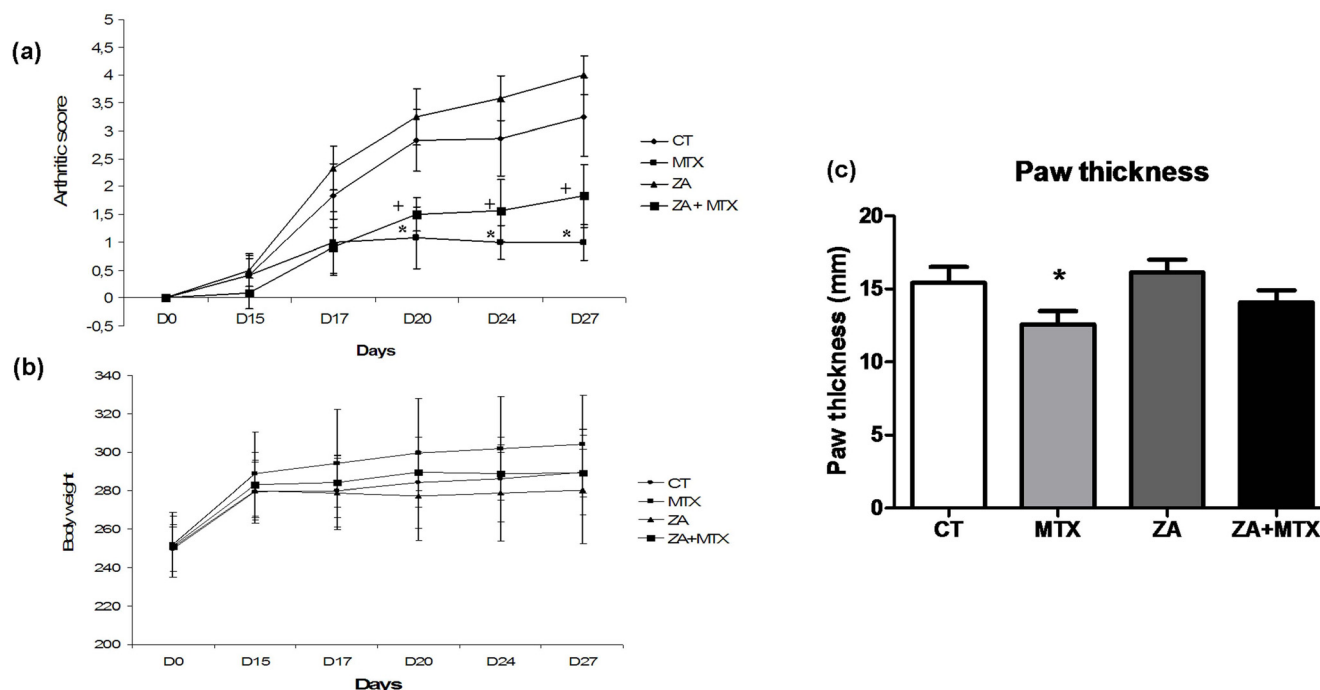 (a)
5
4,5
4
3,5
3
2,5
2
1,5
1
0,5
0
-0,5
Arthritic score
+ + +
* * *
D0 D15 D17 D20 D24 D27
Days
CT
MTX
ZA
ZA + MTX
(b)
340
320
300
280
260
240
220
200
Body weight
D0 D15 D17 D20 D24 D27
Days
CT
MTX
ZA
ZA+MTX
(c)
Paw thickness
20
15
10
5
0
Paw thickness (mm)
*
CT MTX ZA ZA+MTX